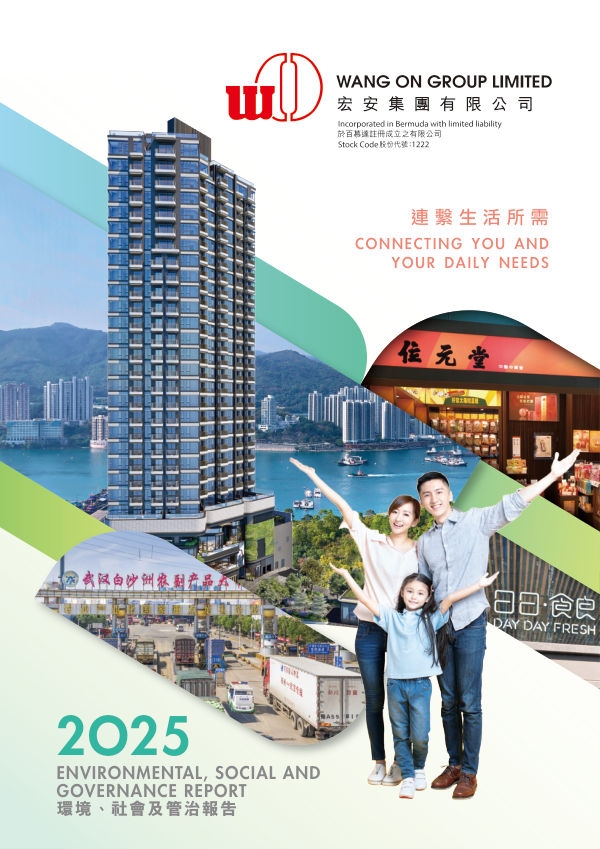 WO
WANG ON GROUP LIMITED
宏安集團有限公司
Incorporated in Bermuda with limited liability
於百慕達註冊成立之有限公司
Stock Code 股份代號：1222
連繫生活所需
CONNECTING YOU AND
YOUR DAILY NEEDS
位元堂
武汉白沙洲农副产品大
日日·食良
DAY DAY FRESH
2025
ENVIRONMENTAL, SOCIAL AND
GOVERNANCE REPORT
環境、社會及管治報告